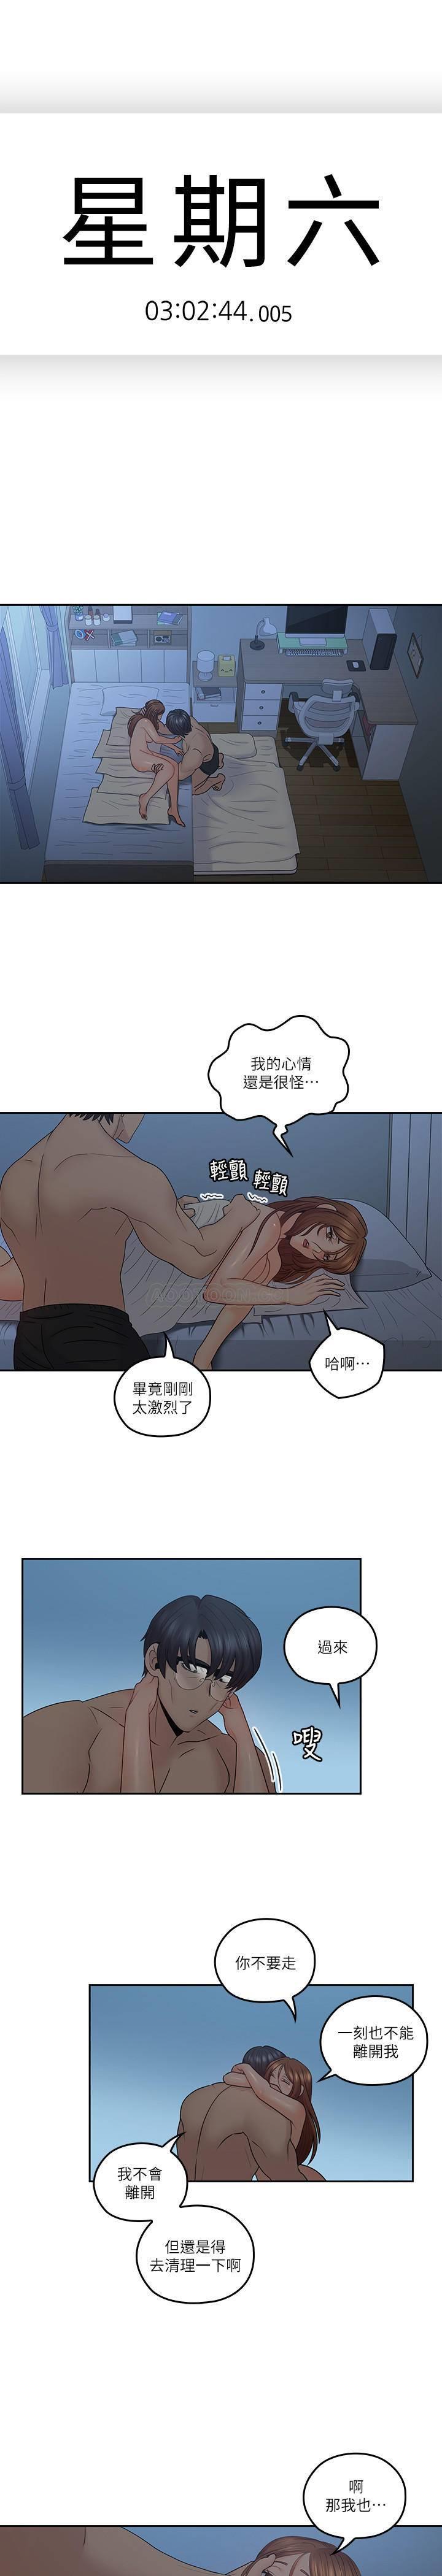 星期六
03:02:44.005
我的心情
還是很怪…
輕顫
輕顫
哈啊…
畢竟剛剛
太激烈了
過來
嗖
你不要走
一刻也不能
離開我
我不會
離開
但還是得
去清理一下啊
啊
那我也…